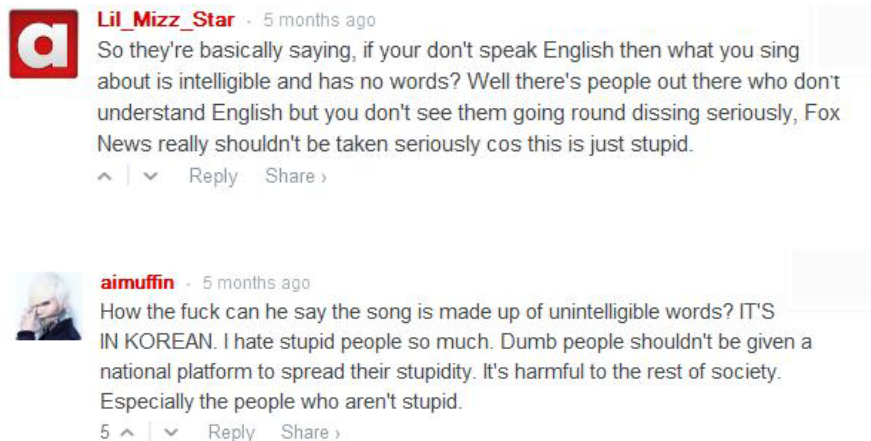 Lil_Mizz_Star · 5 months ago
So they're basically saying, if your don't speak English then what you sing
about is intelligible and has no words? Well there's people out there who don't
understand English but you don't see them going round dissing seriously, Fox
News really shouldn't be taken seriously cos this is just stupid.
Reply Share ›
aimuffin · 5 months ago
How the fuck can he say the song is made up of unintelligible words? IT'S
IN KOREAN. I hate stupid people so much. Dumb people shouldn't be given a
national platform to spread their stupidity. It's harmful to the rest of society.
Especially the people who aren't stupid.
5 Reply Share ›